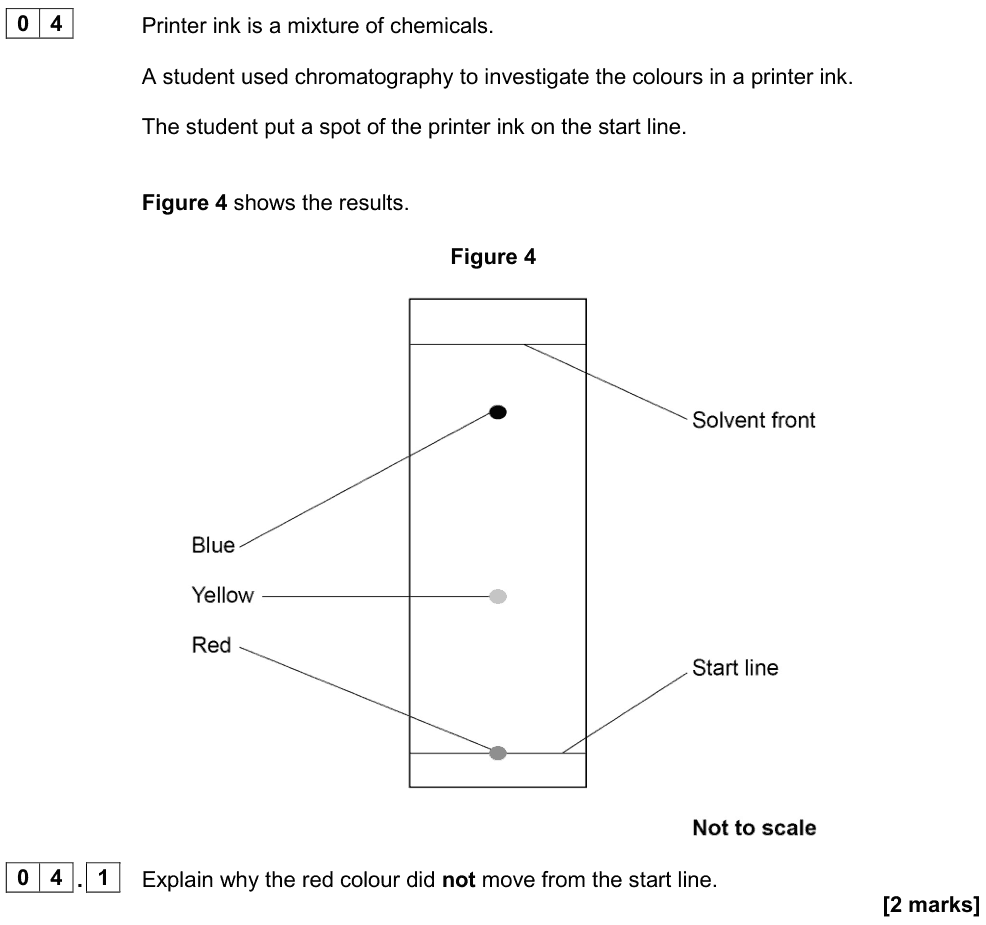 0 4 Printer ink is a mixture of chemicals.
A student used chromatography to investigate the colours in a printer ink.
The student put a spot of the printer ink on the start line.
Figure 4 shows the results.
Figure 4
Solvent front
Blue
Yellow
Red
Start line
Not to scale
0 4 . 1 Explain why the red colour did not move from the start line.
[2 marks]